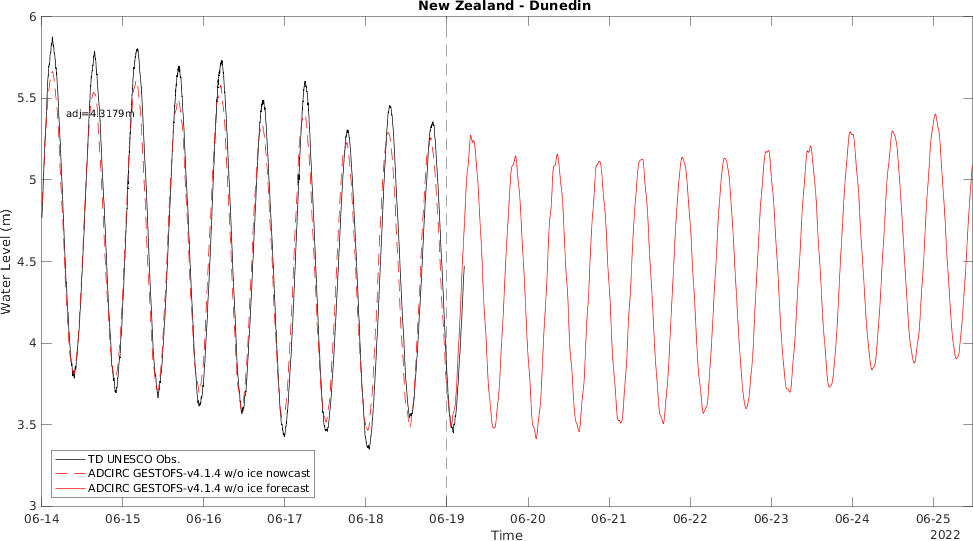 New Zealand - Dunedin
6
5.5
5
4.5
4
3.5
3
Water Level (m)
adj=4.3179m
TD UNESCO Obs.
ADCIRC GESTOFS-v4.1.4 w/o ice nowcast
ADCIRC GESTOFS-v4.1.4 w/o ice forecast
06-14 06-15 06-16 06-17 06-18 06-19 06-20 06-21 06-22 06-23 06-24 06-25
Time
2022